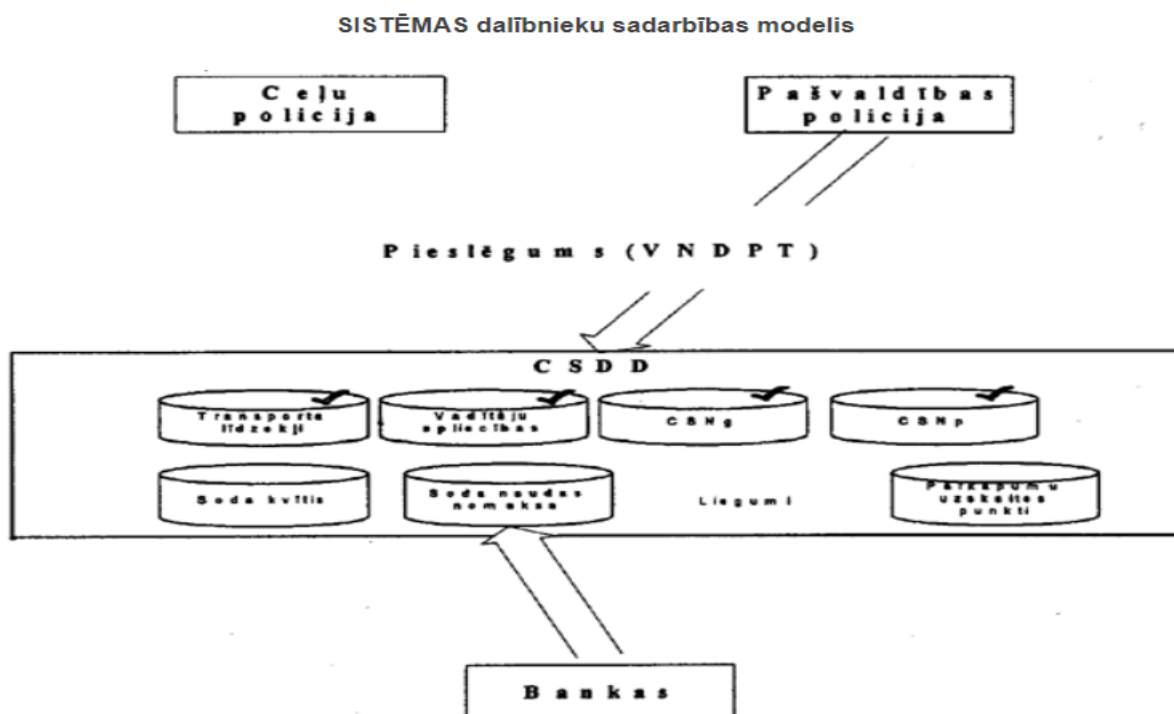 SISTĒMAS dalībnieku sadarbības modelis
Ceļu
policija
Pašvaldības
policija
Pieslēgums (VNDPT)
CSDD
Transporta
līdzekļi
Vadītāju
apliecības
CSNg
CSNp
Soda kvītis
Soda naudas
nomaksa
Liegumi
Pārkāpumu
uzskaites
punkti
Bankas